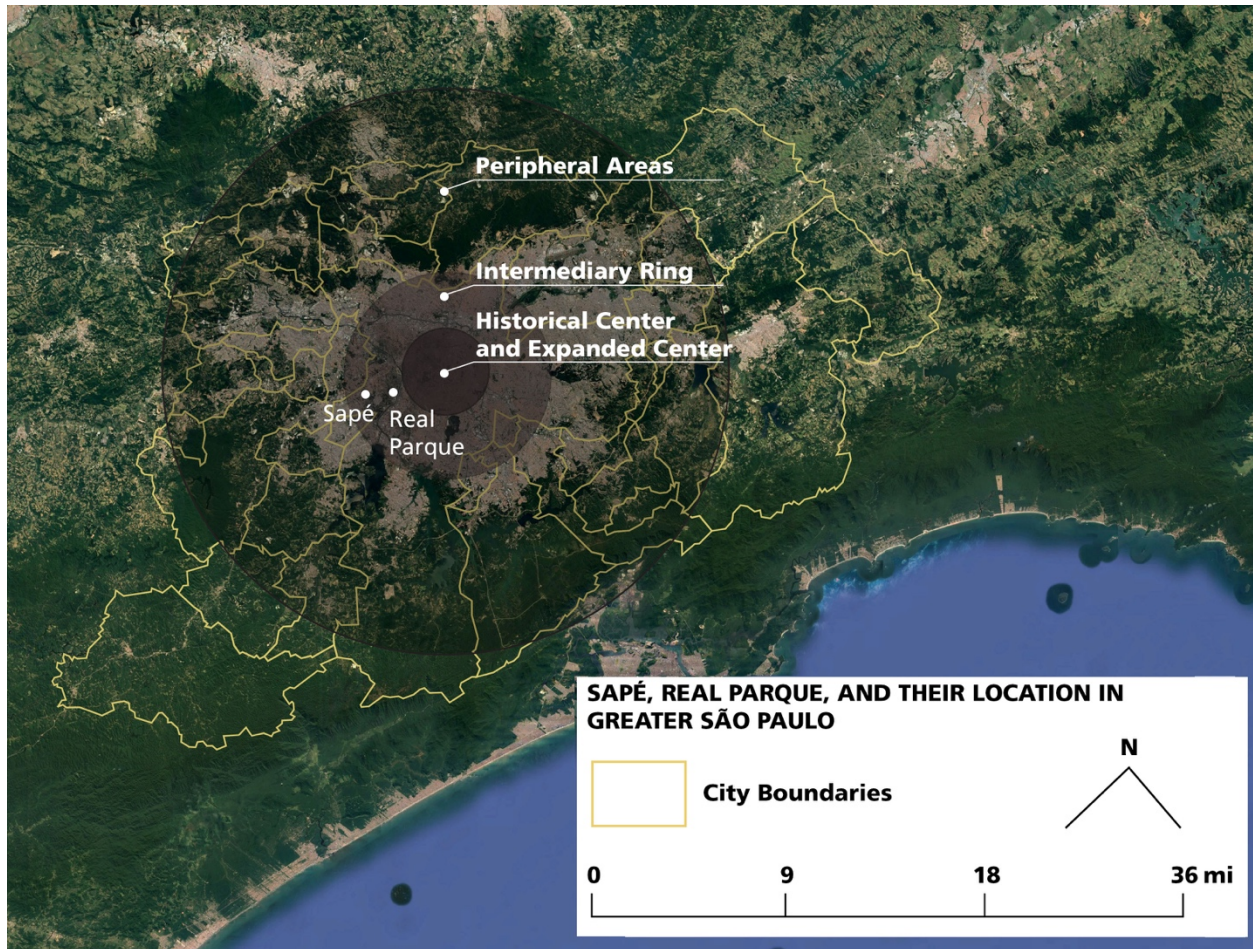 Peripheral Areas
Intermediary Ring
Historical Center
and Expanded Center
Sapé
Real
Parque
SAPÉ, REAL PARQUE, AND THEIR LOCATION IN
GREATER SÃO PAULO
City Boundaries
N
0 9 18 36 mi